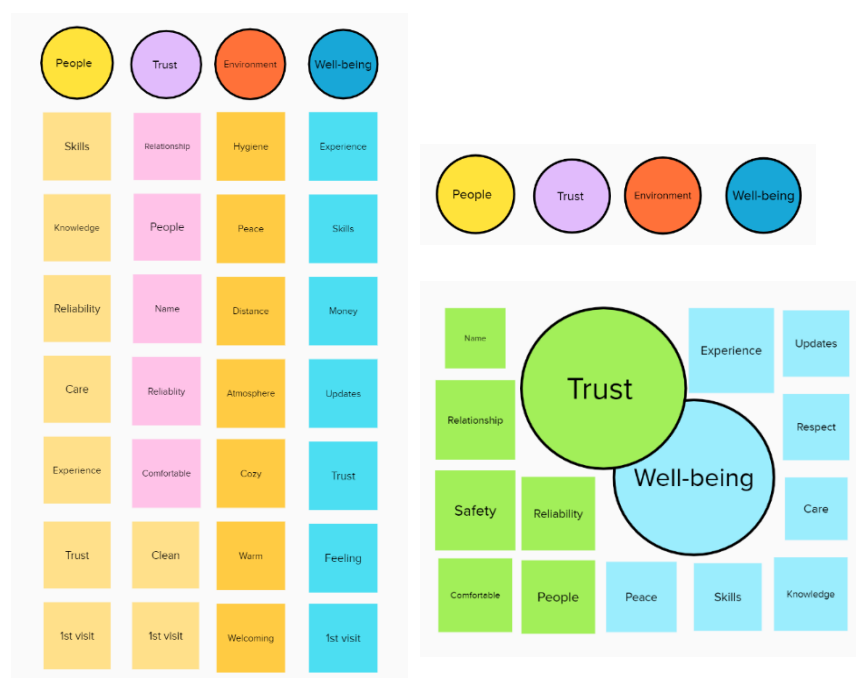 People Trust Environment Well-being
Skills Relationship Hygiene Experience
Knowledge People Peace Skills
Reliability Name Distance Money
Care Reliablity Atmosphere Updates
Experience Comfortable Cozy Trust
Trust Clean Warm Feeling
1st visit 1st visit Welcoming 1st visit
People Trust Environment Well-being
Name Trust Experience Updates
Relationship Respect
Well-being
Safety Reliability Care
Comfortable People Peace Skills Knowledge